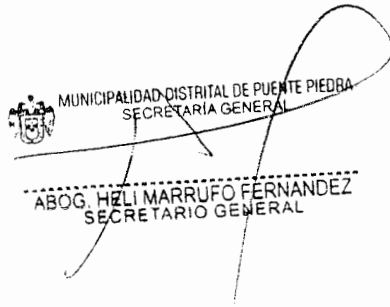 MUNICIPALIDAD DISTRITAL DE PUENTE PIEDRA
SECRETARÍA GENERAL
ABOG. HELI MARRUFO FERNANDEZ
SECRETARIO GENERAL